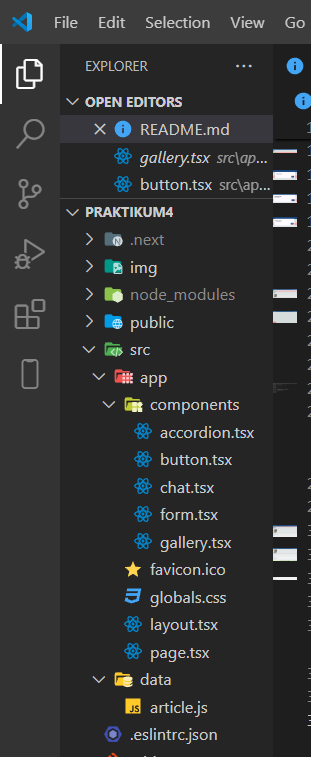 File Edit Selection View Go
EXPLORER ...
OPEN EDITORS
README.md
gallery.tsx src\ap...
button.tsx src\ap...
PRAKTIKUM4
.next
img
node_modules
public
src
app
components
accordion.tsx
button.tsx
chat.tsx
form.tsx
gallery.tsx
favicon.ico
globals.css
layout.tsx
page.tsx
data
JS article.js
.eslintrc.json